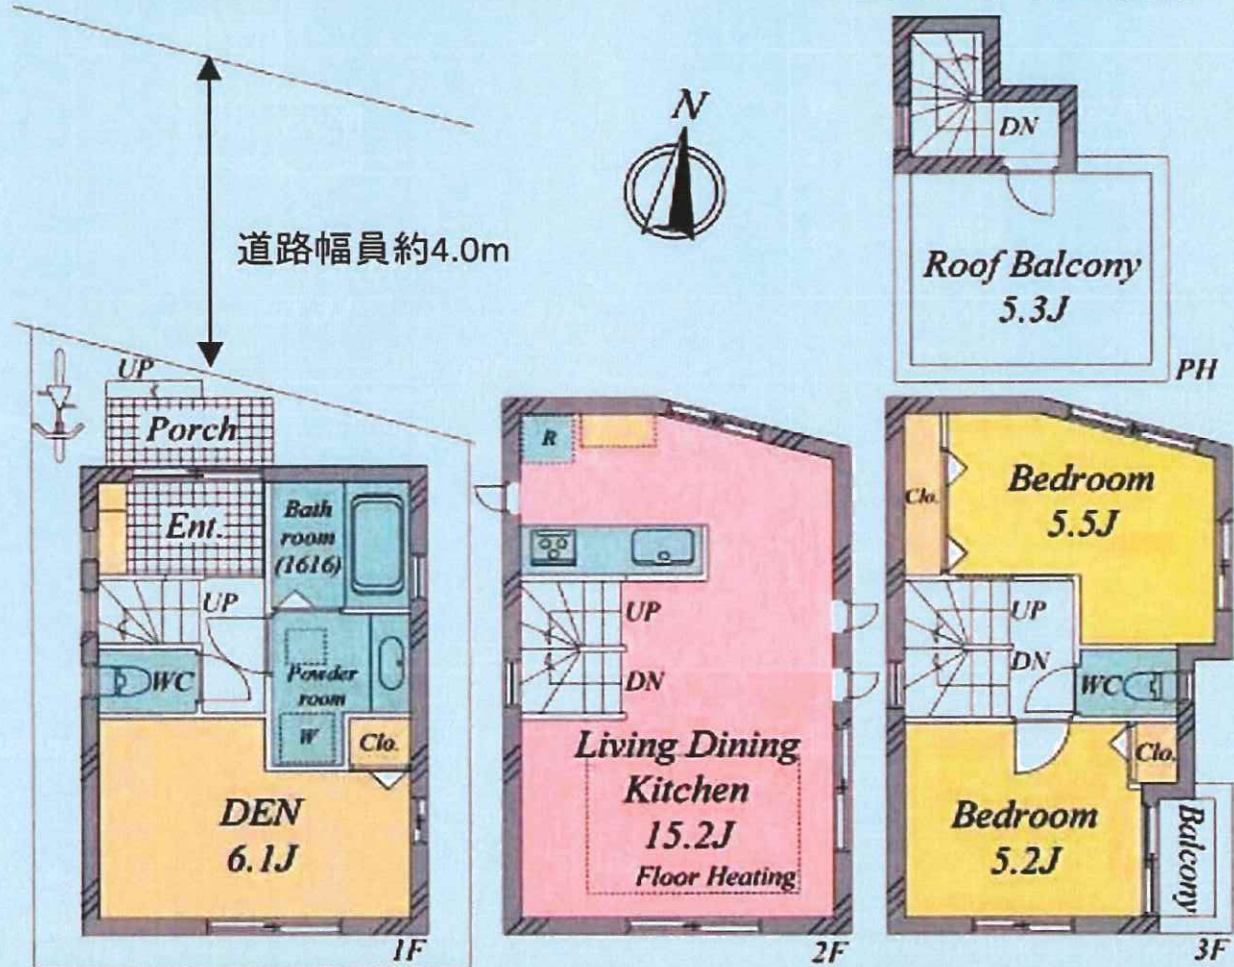 N
道路幅員約4.0m
DN
Roof Balcony
5.3J
PH
UP
Porch
Ent.
Bath
room
(1616)
UP
WC
Powder
room
W
Clo.
DEN
6.1J
1F
R
UP
DN
Living Dining
Kitchen
15.2J
Floor Heating
2F
Clo.
Bedroom
5.5J
UP
DN
WC
Clo.
Bedroom
5.2J
Balcony
3F